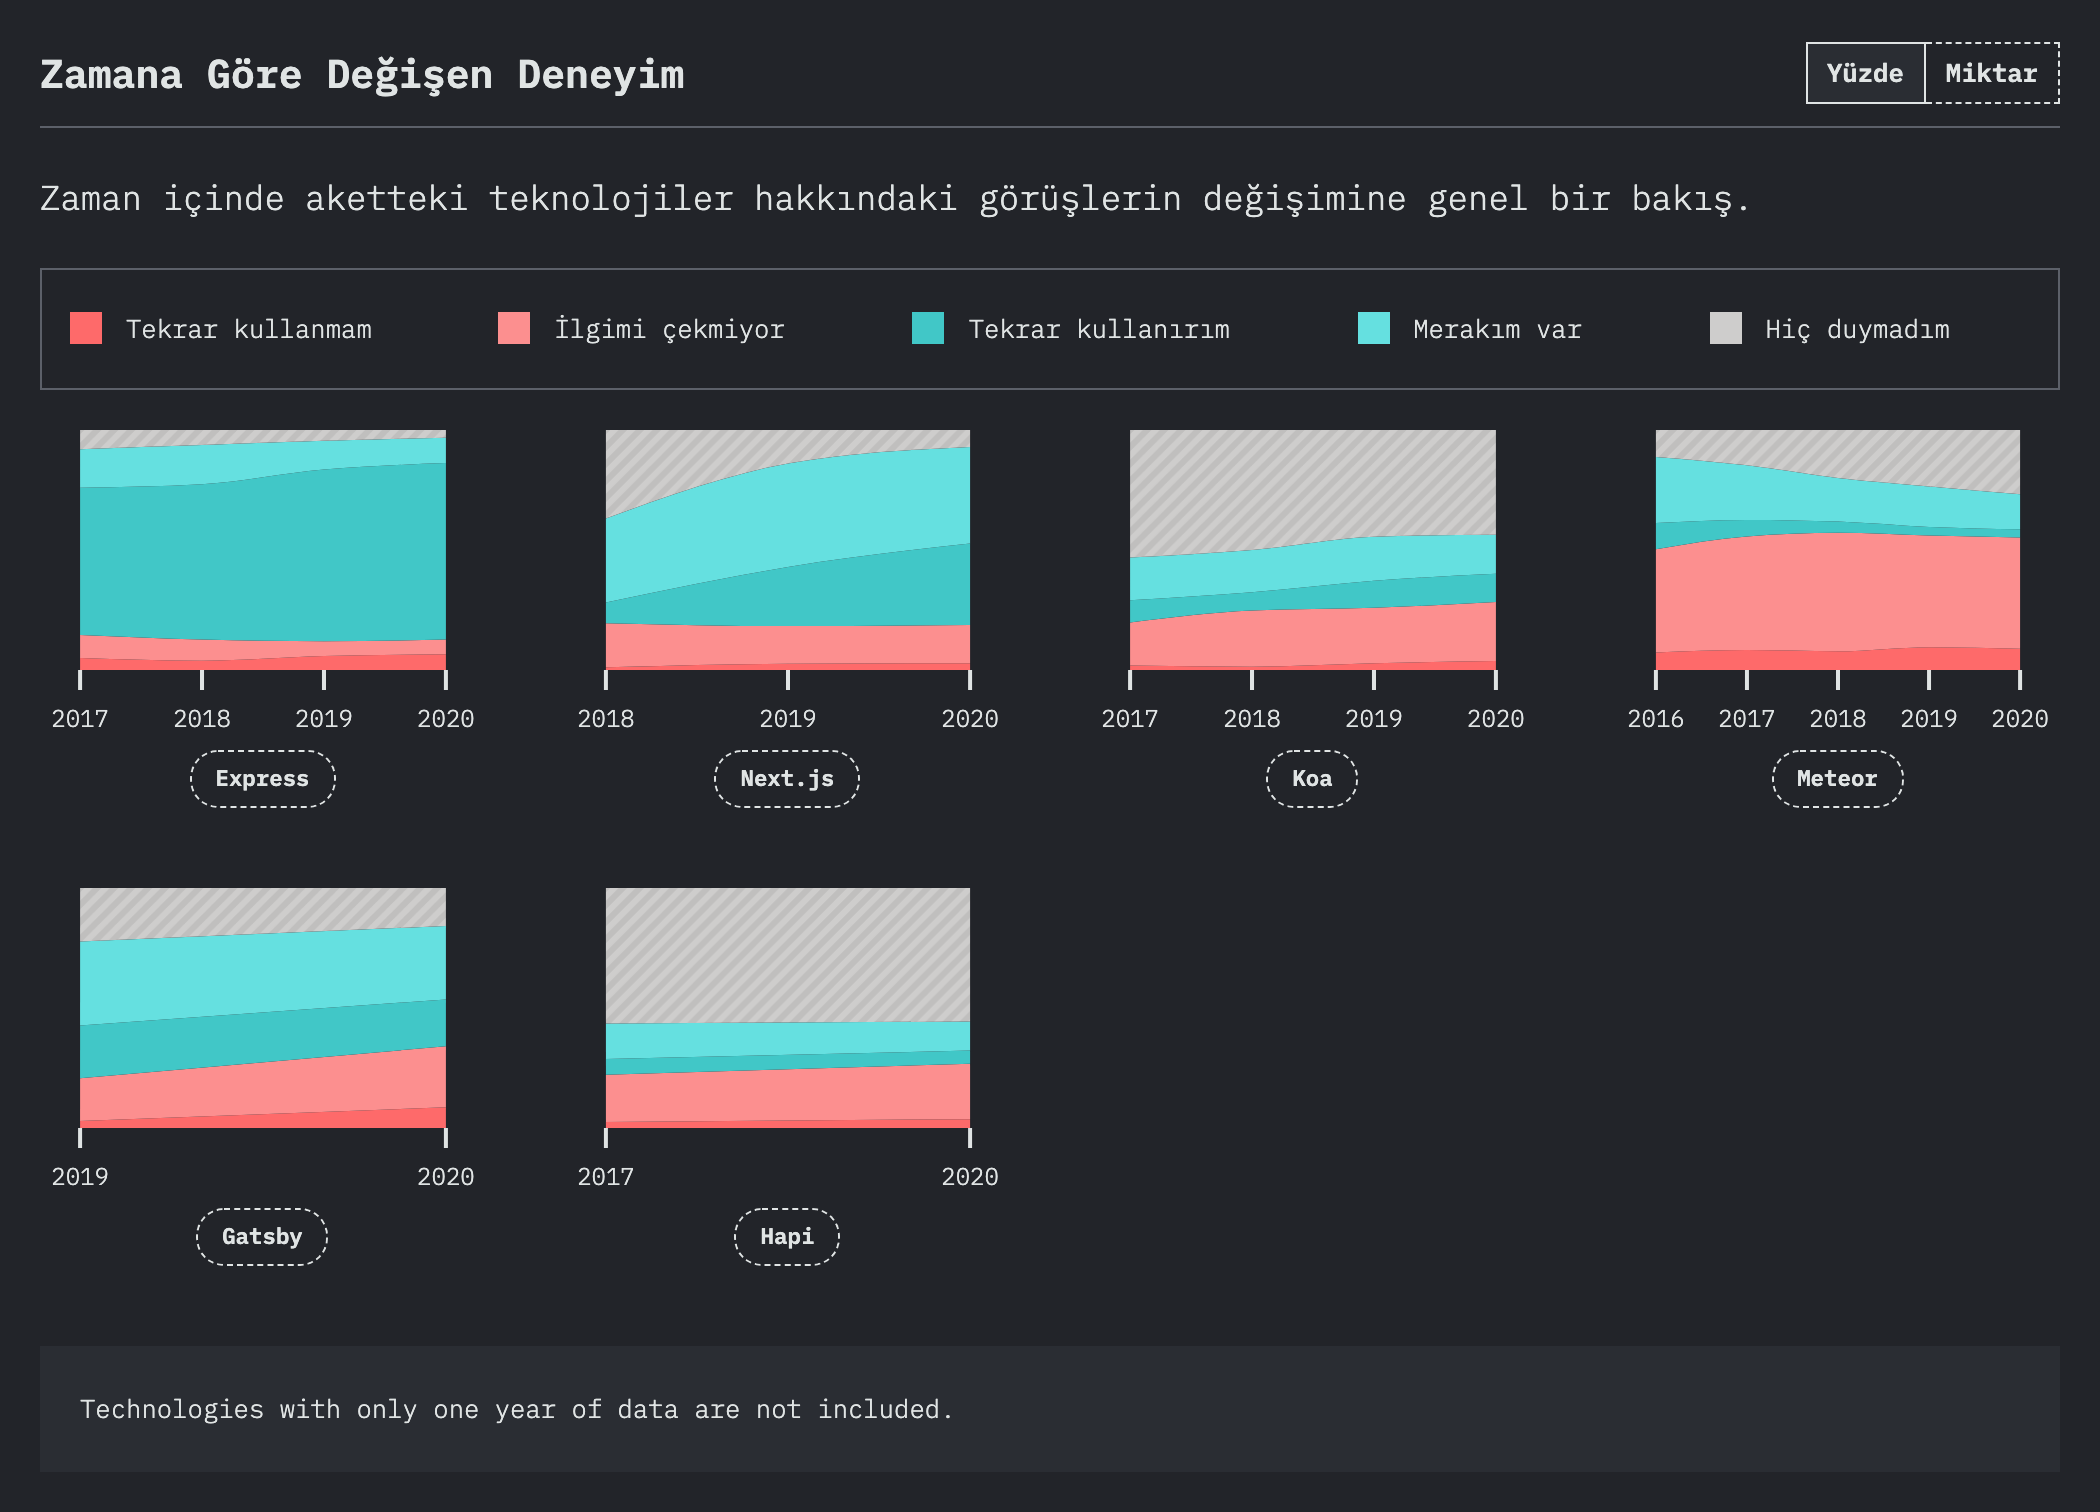 Zamana Göre Değişen Deneyim
Yüzde Miktar
Zaman içinde aketteki teknolojiler hakkındaki görüşlerin değişimine genel bir bakış.
Tekrar kullanmam İlgimi çekmiyor Tekrar kullanırım Merakım var Hiç duymadım
2017 2018 2019 2020
Express
2018 2019 2020
Next.js
2017 2018 2019 2020
Koa
2016 2017 2018 2019 2020
Meteor
2019 2020
Gatsby
2017 2020
Hapi
Technologies with only one year of data are not included.